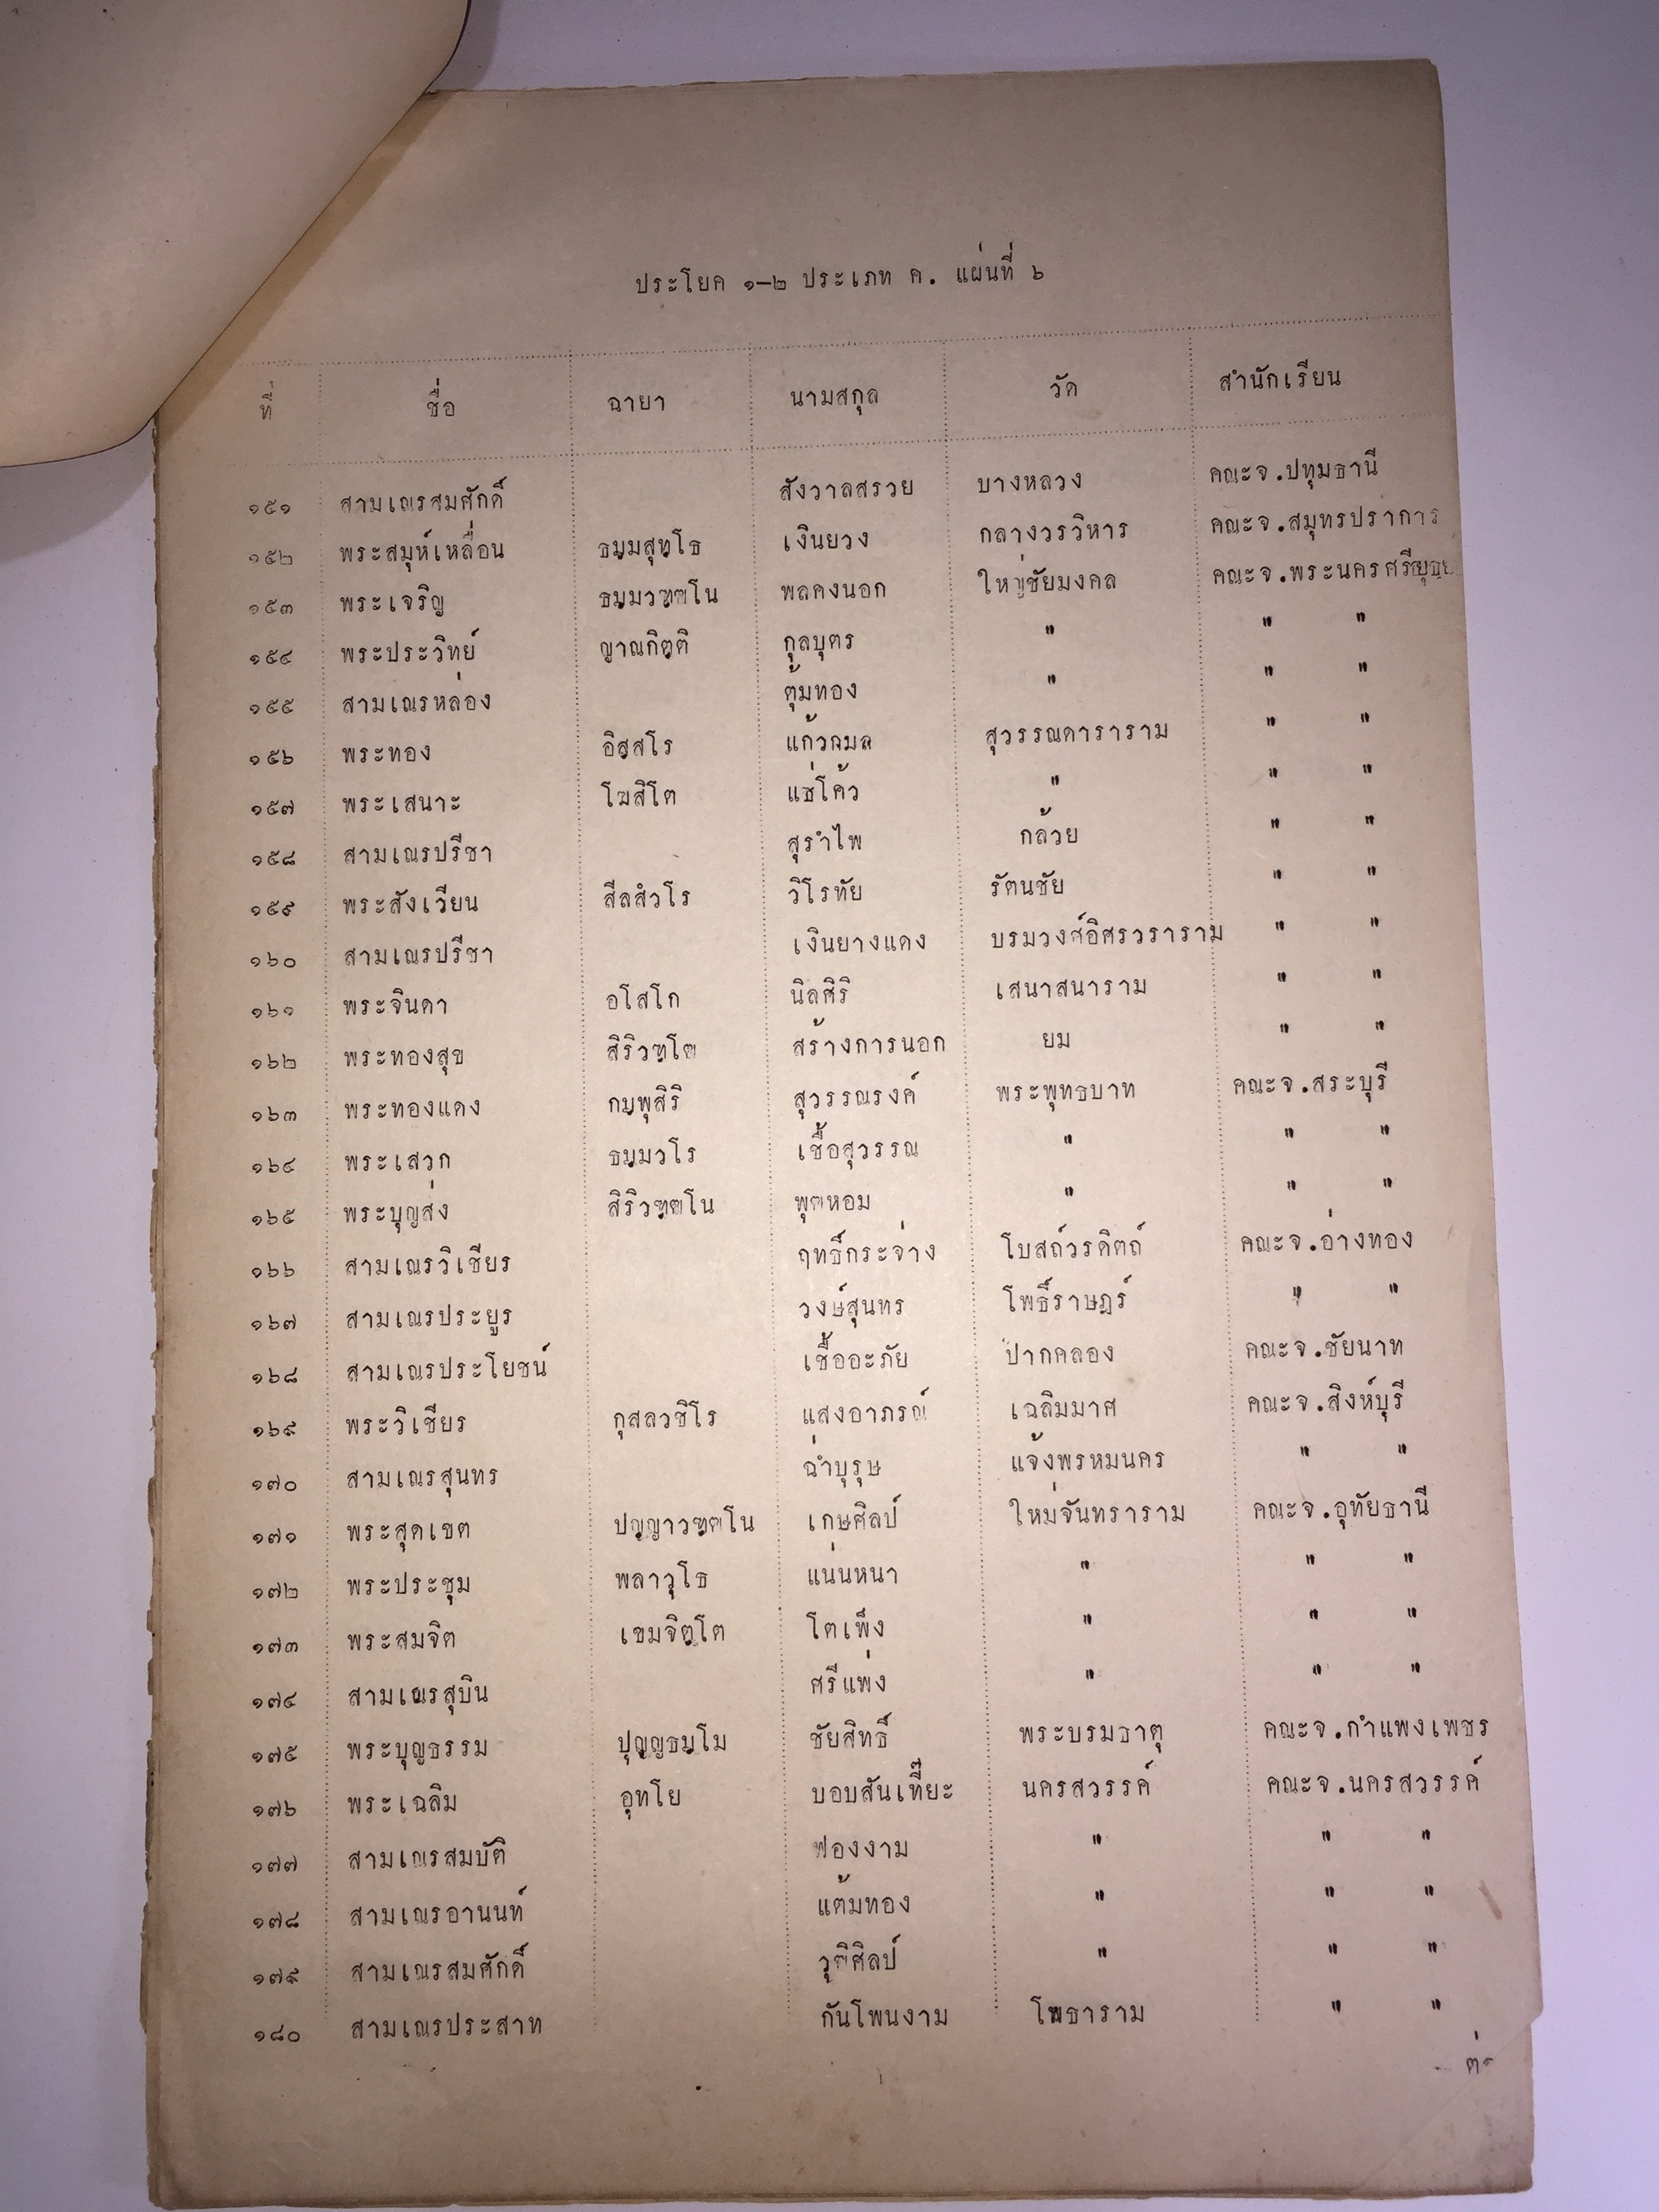 ประโยค ๑–๒ ประเภท ค. แผ่นที่ ๖
ที่ ชื่อ ฉายา นามสกุล วัด สำนักเรียน
๑๕๑ สามเณรสมศักดิ์ สังวาลสรวย บางหลวง คณะจ.ปทุมธานี
๑๕๒ พระสมุห์เหลื่อน ธมฺมสุทฺโธ เงินยวง กลางวรวิหาร คณะจ.สมุทรปราการ
๑๕๓ พระเจริญ ธมฺมวฑฺฒโน พลคงนอก ใหญ่ชัยมงคล คณะจ.พระนครศรีอยุธยา
๑๕๔ พระประวิทย์ ญาณกิตฺติ กุลบุตร " " "
๑๕๕ สามเณรหล่อง ตุ้มทอง " " "
๑๕๖ พระทอง อิสฺสโร แก้วกมล สุวรรณดาราราม " "
๑๕๗ พระเสนาะ โฆสิโต แซ่โค้ว " " "
๑๕๘ สามเณรปรีชา สุรำไพ กล้วย " "
๑๕๙ พระสังเวียน สีลสํวโร วิโรทัย รัตนชัย " "
๑๖๐ สามเณรปรีชา เงินยางแดง บรมวงศ์อิศรวราราม " "
๑๖๑ พระจินดา อโสโก นิลศิริ เสนาสนาราม " "
๑๖๒ พระทองสุข สิริวฑฺโฒ สร้างการนอก ยม " "
๑๖๓ พระทองแดง กมฺพุสิริ สุวรรณรงค์ พระพุทธบาท คณะจ.สระบุรี
๑๖๔ พระเสวก ธมฺมวโร เชื้อสุวรรณ " " "
๑๖๕ พระบุญส่ง สิริวฑฺฒโน พุฒหอม " " "
๑๖๖ สามเณรวิเชียร ฤทธิ์กระจ่าง โบสถ์วรดิตถ์ คณะจ.อ่างทอง
๑๖๗ สามเณรประยูร วงษ์สุนทร โพธิ์ราษฎร์ " "
๑๖๘ สามเณรประโยชน์ เชื้ออะภัย ปากคลอง คณะจ.ชัยนาท
๑๖๙ พระวิเชียร กุสลวชิโร แสงอาภรณ์ เฉลิมมาศ คณะจ.สิงห์บุรี
๑๗๐ สามเณรสุนทร ฉ่ำบุรุษ แจ้งพรหมนคร " "
๑๗๑ พระสุดเขต ปญฺญาวฑฺฒโน เกษศิลป์ ใหม่จันทราราม คณะจ.อุทัยธานี
๑๗๒ พระประชุม พลาวุโธ แน่นหนา " " "
๑๗๓ พระสมจิต เขมจิตฺโต โตเพ็ง " " "
๑๗๔ สามเณรสุบิน ศรีแพ่ง " " "
๑๗๕ พระบุญธรรม ปุญฺญธมฺโม ชัยสิทธิ์ พระบรมธาตุ คณะจ.กำแพงเพชร
๑๗๖ พระเฉลิม อุทโย บอบสันเที๊ยะ นครสวรรค์ คณะจ.นครสวรรค์
๑๗๗ สามเณรสมบัติ ฟองงาม " " "
๑๗๘ สามเณรอานนท์ แต้มทอง " " "
๑๗๙ สามเณรสมศักดิ์ วุฒิศิลป์ " " "
๑๘๐ สามเณรประสาท กันโพนงาม โพธาราม " "